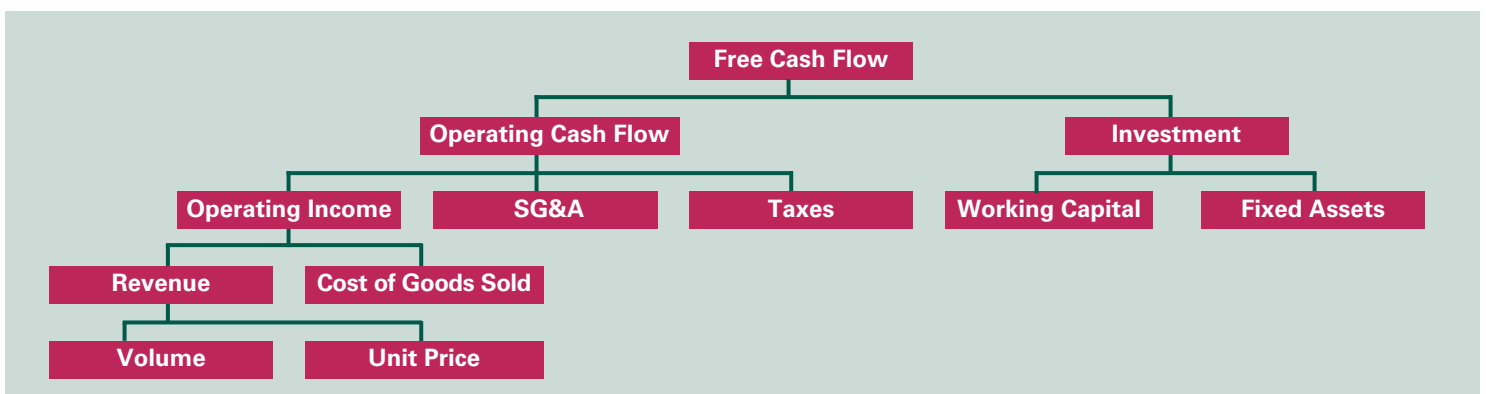 Free Cash Flow
Operating Cash Flow
Investment
Operating Income
SG&A
Taxes
Working Capital
Fixed Assets
Revenue
Cost of Goods Sold
Volume
Unit Price